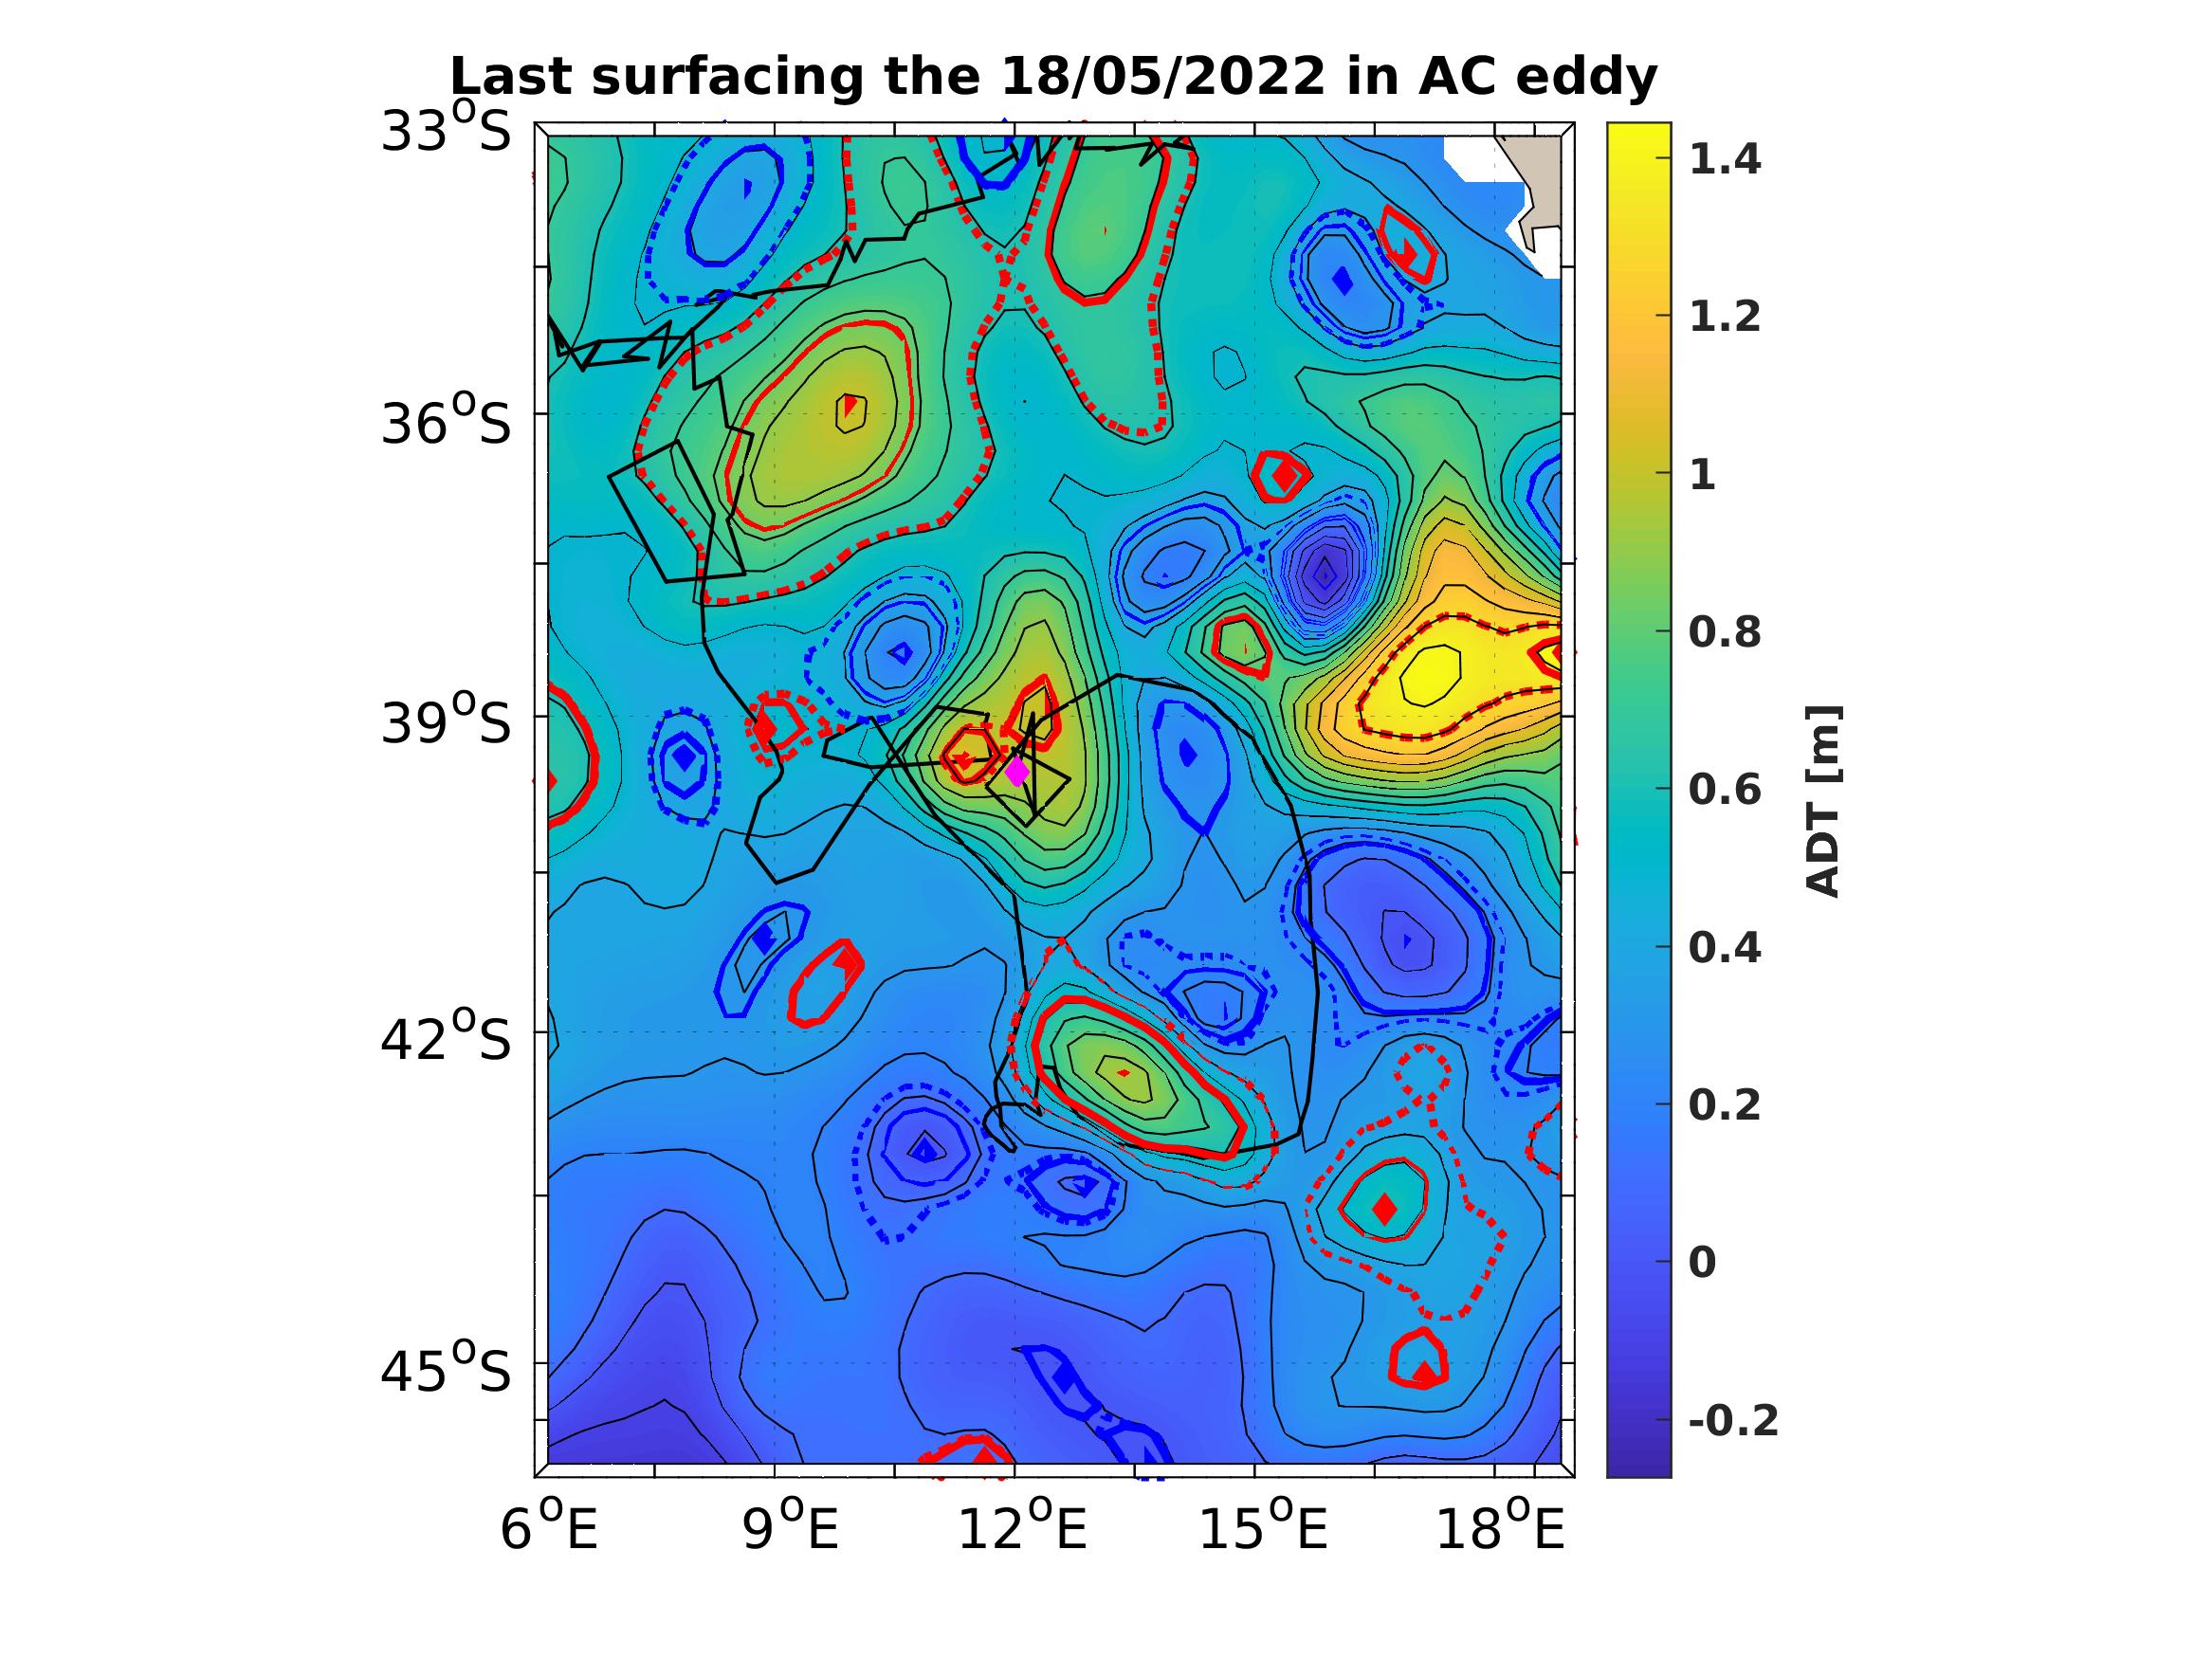 Last surfacing the 18/05/2022 in AC eddy
33°S
36°S
39°S
42°S
45°S
6°E 9°E 12°E 15°E 18°E
1.4
1.2
1
0.8
0.6
0.4
0.2
0
-0.2
ADT [m]